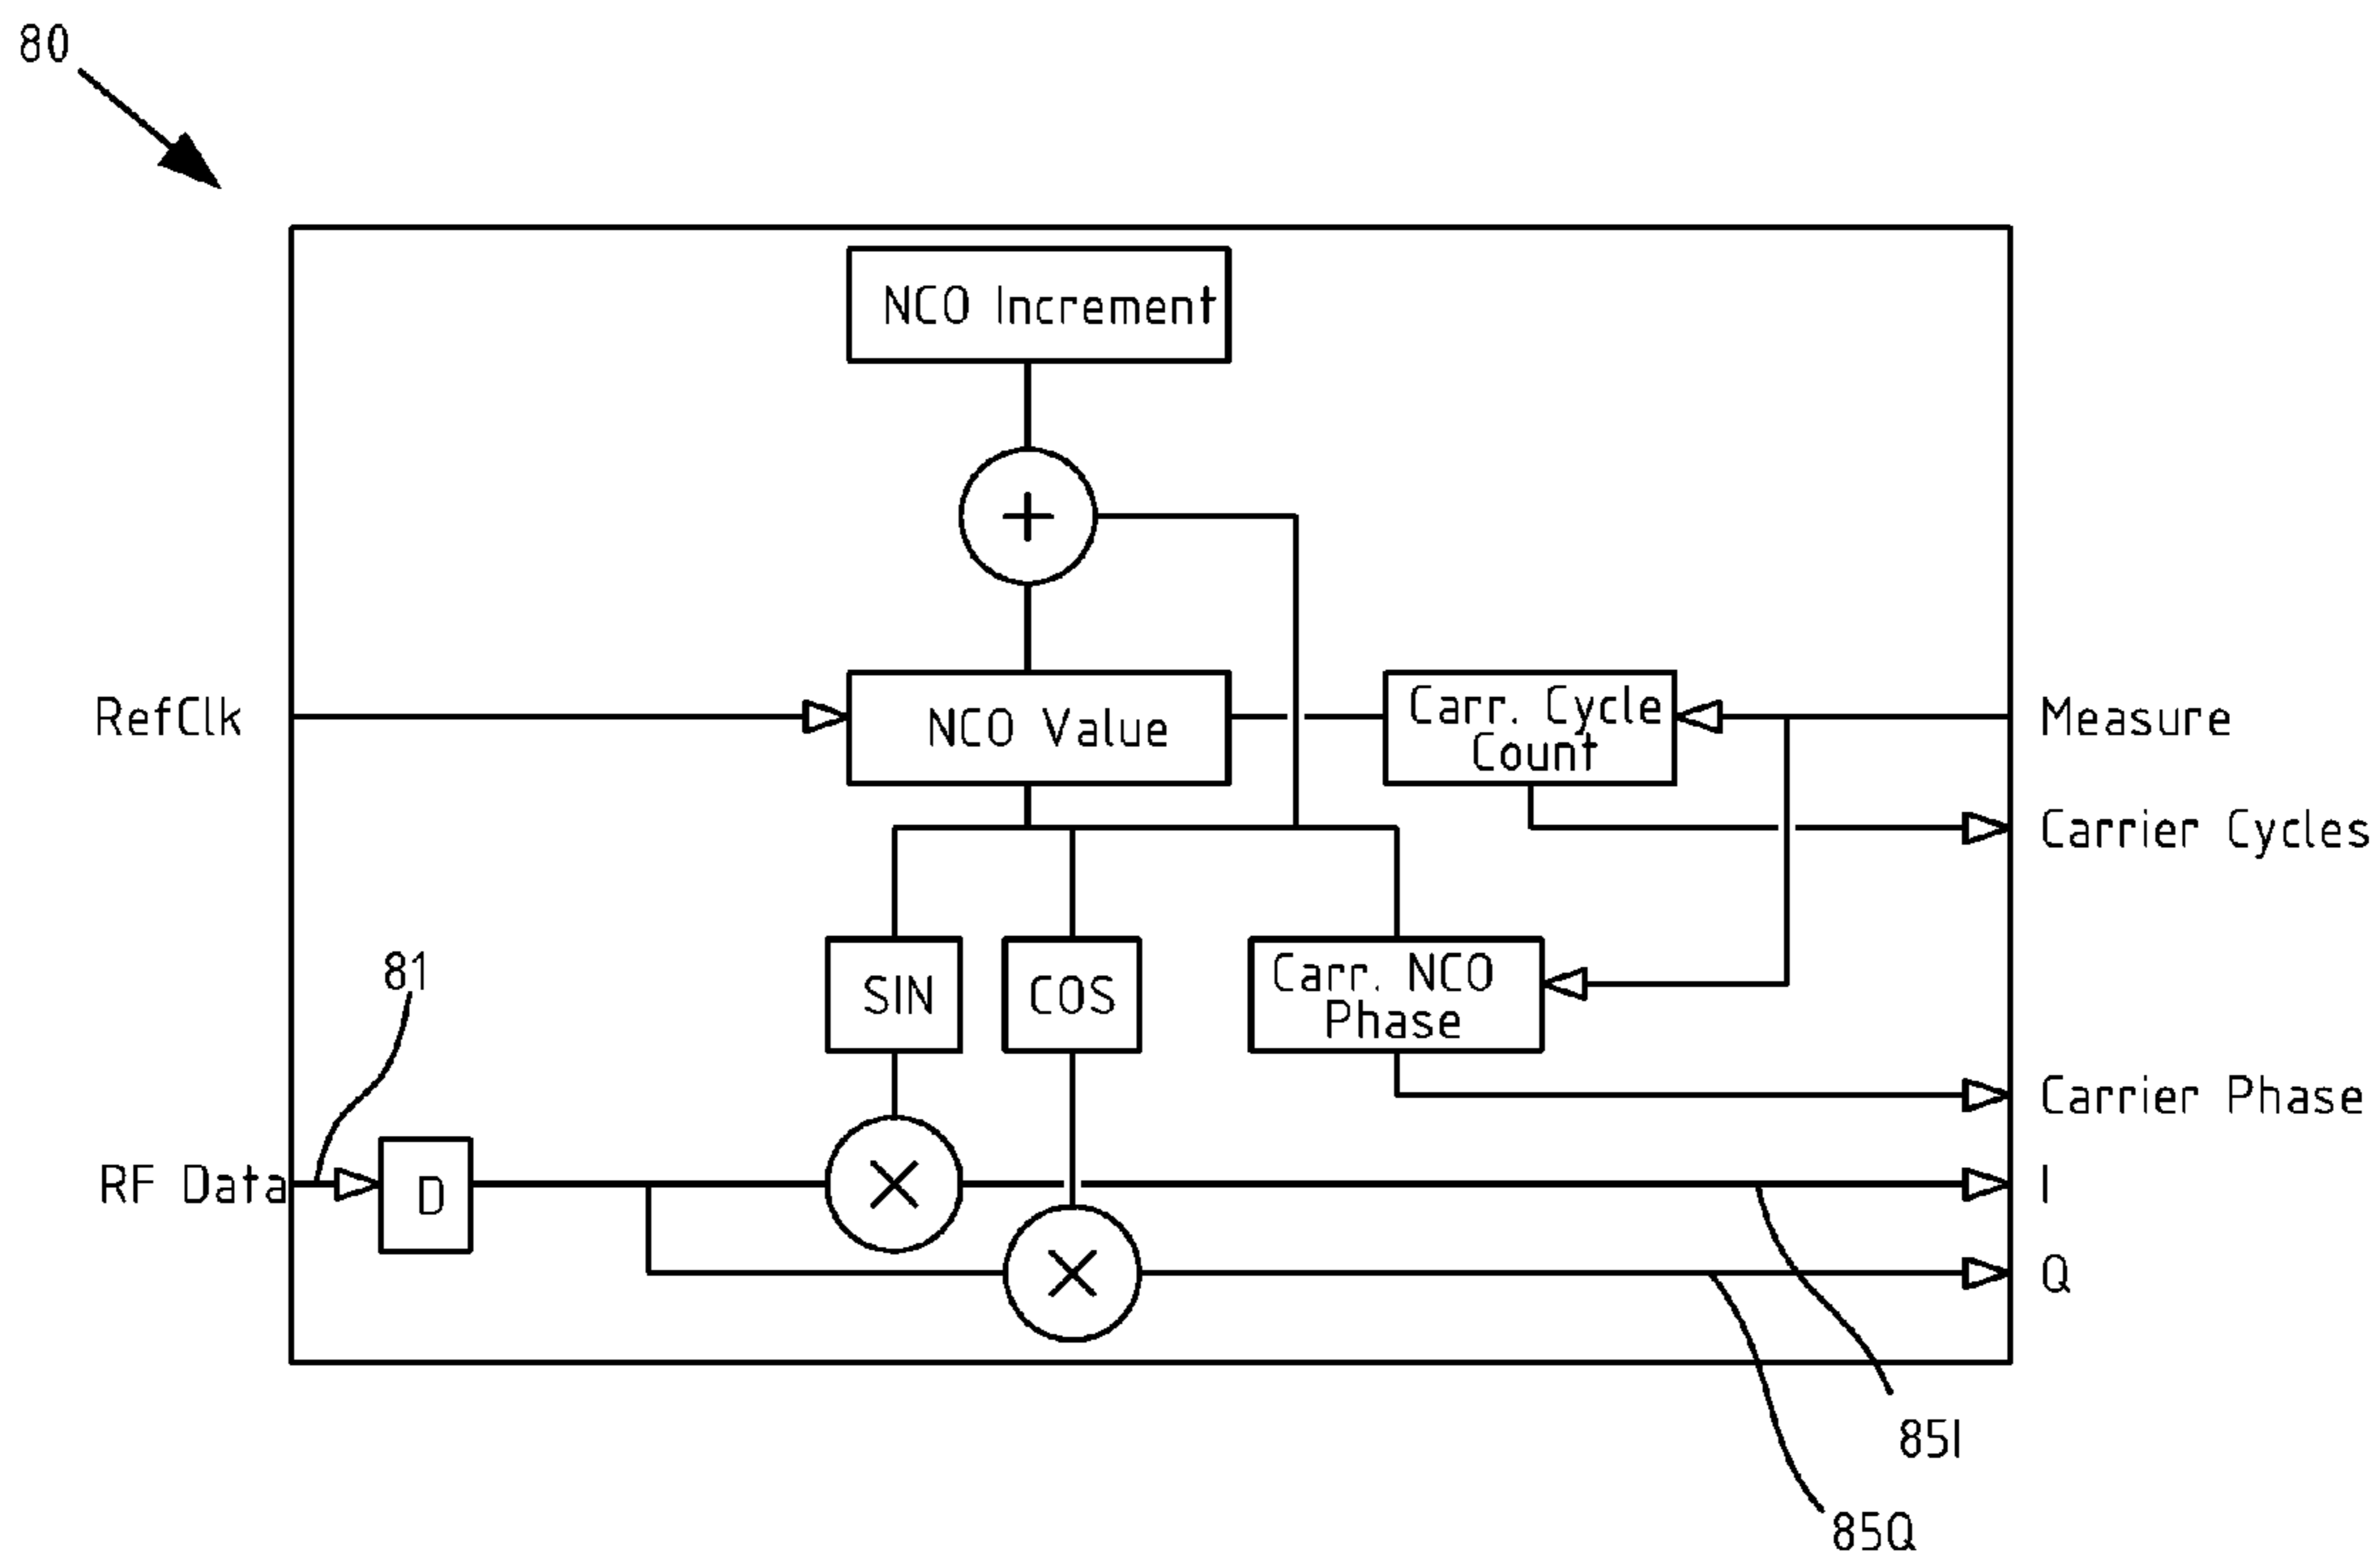 80
NCO Increment
+
RefClk
NCO Value
Carr. Cycle
Count
Measure
Carrier Cycles
81
SIN
COS
Carr. NCO
Phase
Carrier Phase
RF Data
D
×
I
×
Q
85I
85Q